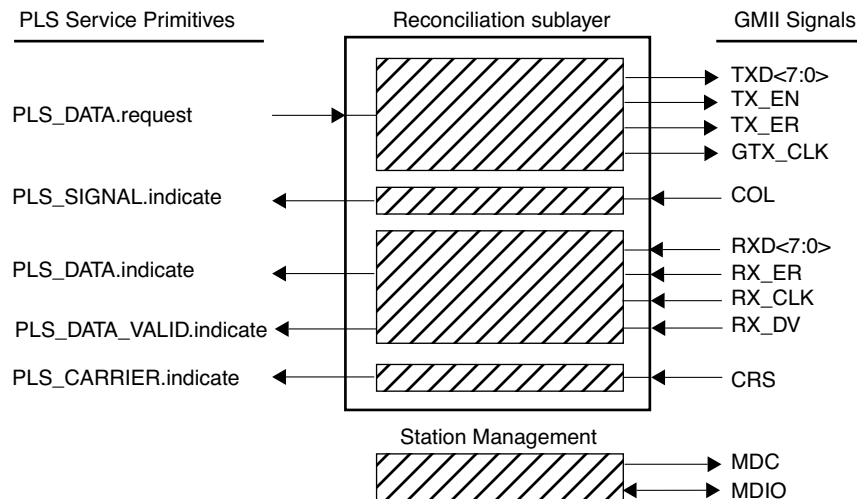 PLS Service Primitives
Reconciliation sublayer
GMII Signals
PLS_DATA.request
TXD<7:0>
TX_EN
TX_ER
GTX_CLK
PLS_SIGNAL.indicate
COL
PLS_DATA.indicate
RXD<7:0>
RX_ER
RX_CLK
RX_DV
PLS_DATA_VALID.indicate
PLS_CARRIER.indicate
CRS
Station Management
MDC
MDIO